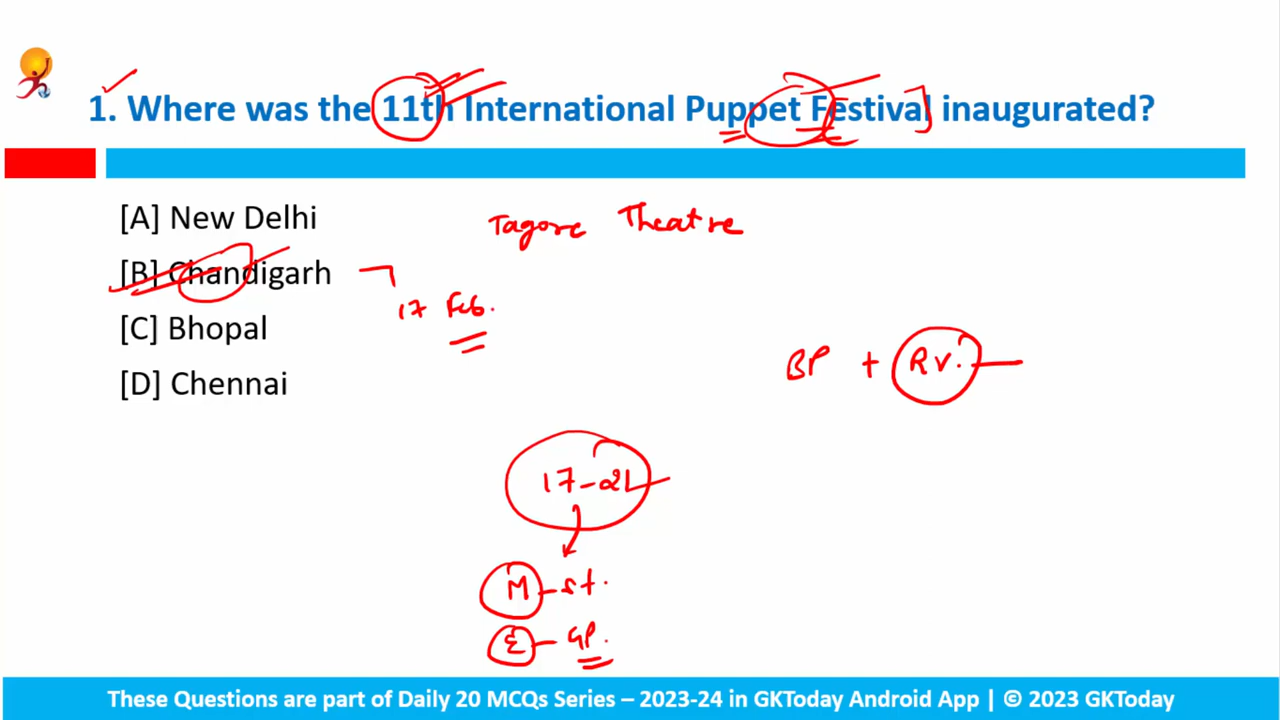 1. Where was the 11th International Puppet Festival inaugurated?
[A] New Delhi
Tagore Theatre
[B] Chandigarh
17 Feb.
[C] Bhopal
BP + RV.
[D] Chennai
17-21
M - st.
E - GP.
These Questions are part of Daily 20 MCQs Series – 2023-24 in GKToday Android App | © 2023 GKToday